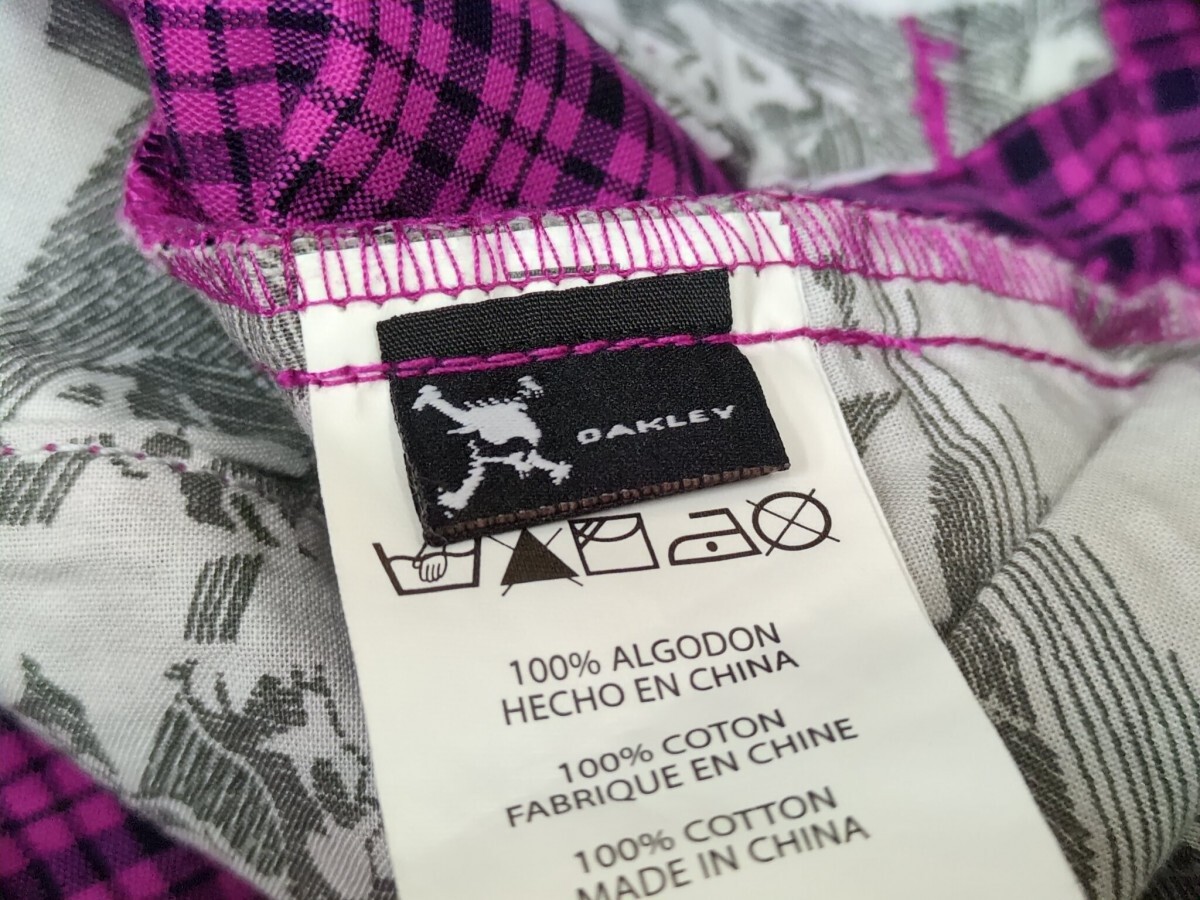 OAKLEY
100% ALGODON
HECHO EN CHINA
100% COTON
FABRIQUE EN CHINE
100% COTTON
MADE IN CHINA